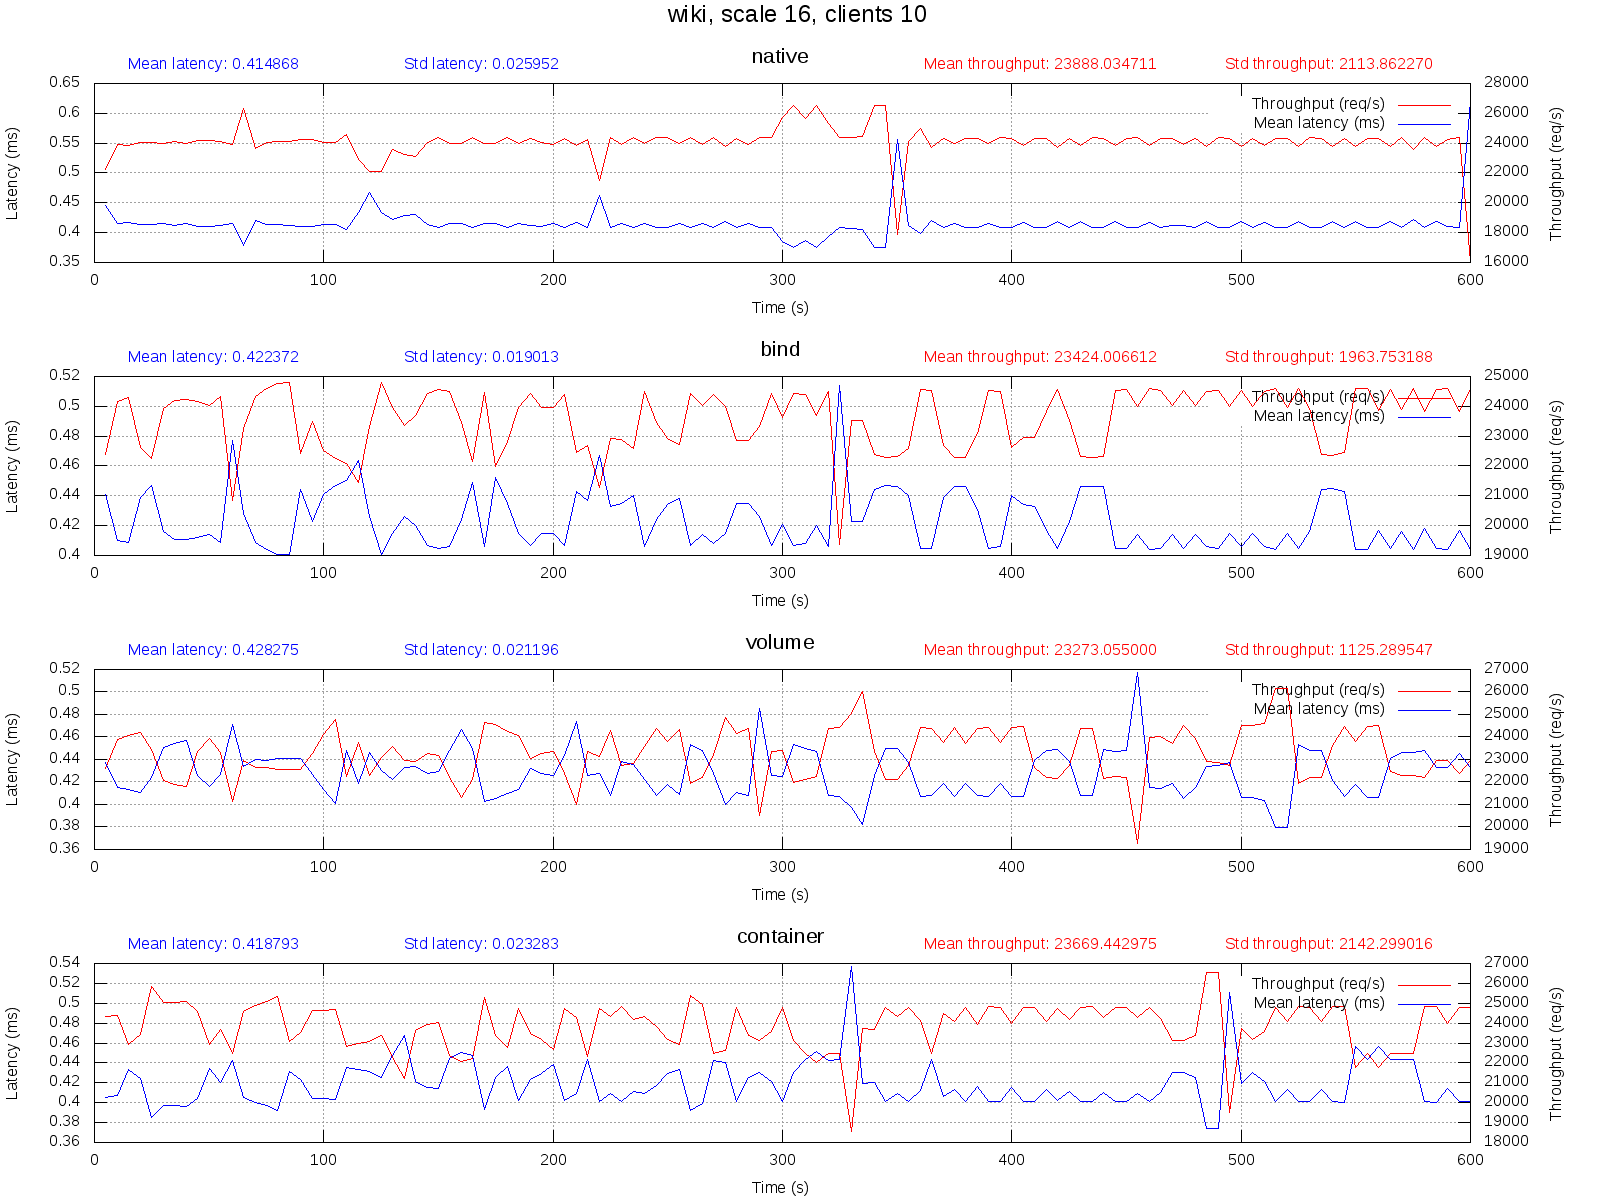 wiki, scale 16, clients 10
native
Mean latency: 0.414868 Std latency: 0.025952 Mean throughput: 23888.034711 Std throughput: 2113.862270
0.65 28000
0.6 Throughput (req/s) 26000
Mean latency (ms)
0.55 24000
0.5 22000
0.45 20000
0.4 18000
0.35 16000
Latency (ms)
Throughput (req/s)
0 100 200 300 400 500 600
Time (s)
bind
Mean latency: 0.422372 Std latency: 0.019013 Mean throughput: 23424.006612 Std throughput: 1963.753188
0.52 25000
Throughput (req/s)
0.5 24000
Mean latency (ms)
0.48 23000
0.46 22000
0.44 21000
0.42 20000
0.4 19000
Latency (ms)
Throughput (req/s)
0 100 200 300 400 500 600
Time (s)
volume
Mean latency: 0.428275 Std latency: 0.021196 Mean throughput: 23273.055000 Std throughput: 1125.289547
0.52 27000
0.5 Throughput (req/s) 26000
Mean latency (ms)
0.48 25000
0.46 24000
0.44 23000
0.42 22000
0.4 21000
0.38 20000
0.36 19000
Latency (ms)
Throughput (req/s)
0 100 200 300 400 500 600
Time (s)
container
Mean latency: 0.418793 Std latency: 0.023283 Mean throughput: 23669.442975 Std throughput: 2142.299016
0.54 27000
0.52 Throughput (req/s) 26000
0.5 Mean latency (ms) 25000
0.48 24000
0.46 23000
0.44 22000
0.42 21000
0.4 20000
0.38 19000
0.36 18000
Latency (ms)
Throughput (req/s)
0 100 200 300 400 500 600
Time (s)